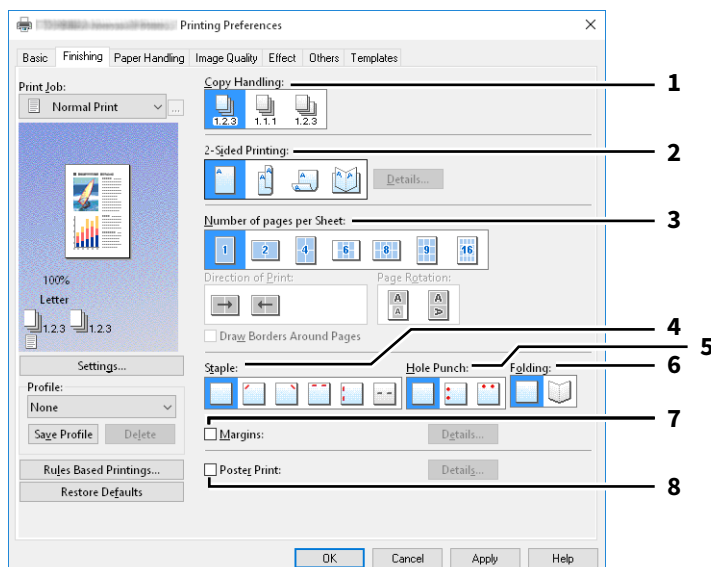 Printing Preferences
Basic Finishing Paper Handling Image Quality Effect Others Templates
Print Job:
Normal Print ...
100%
Letter
1.2.3 1.2.3
Settings...
Profile:
None
Save Profile Delete
Rules Based Printings...
Restore Defaults
Copy Handling: 1
1.2.3 1.1.1 1.2.3
2-Sided Printing: 2
A A A A A Details...
Number of pages per Sheet: 3
1 2 4 6 8 9 16
Direction of Print: Page Rotation:
A A
A A
Draw Borders Around Pages
4
5
Staple: Hole Punch: Folding: 6
7
Margins: Details...
Poster Print: Details...
8
OK Cancel Apply Help